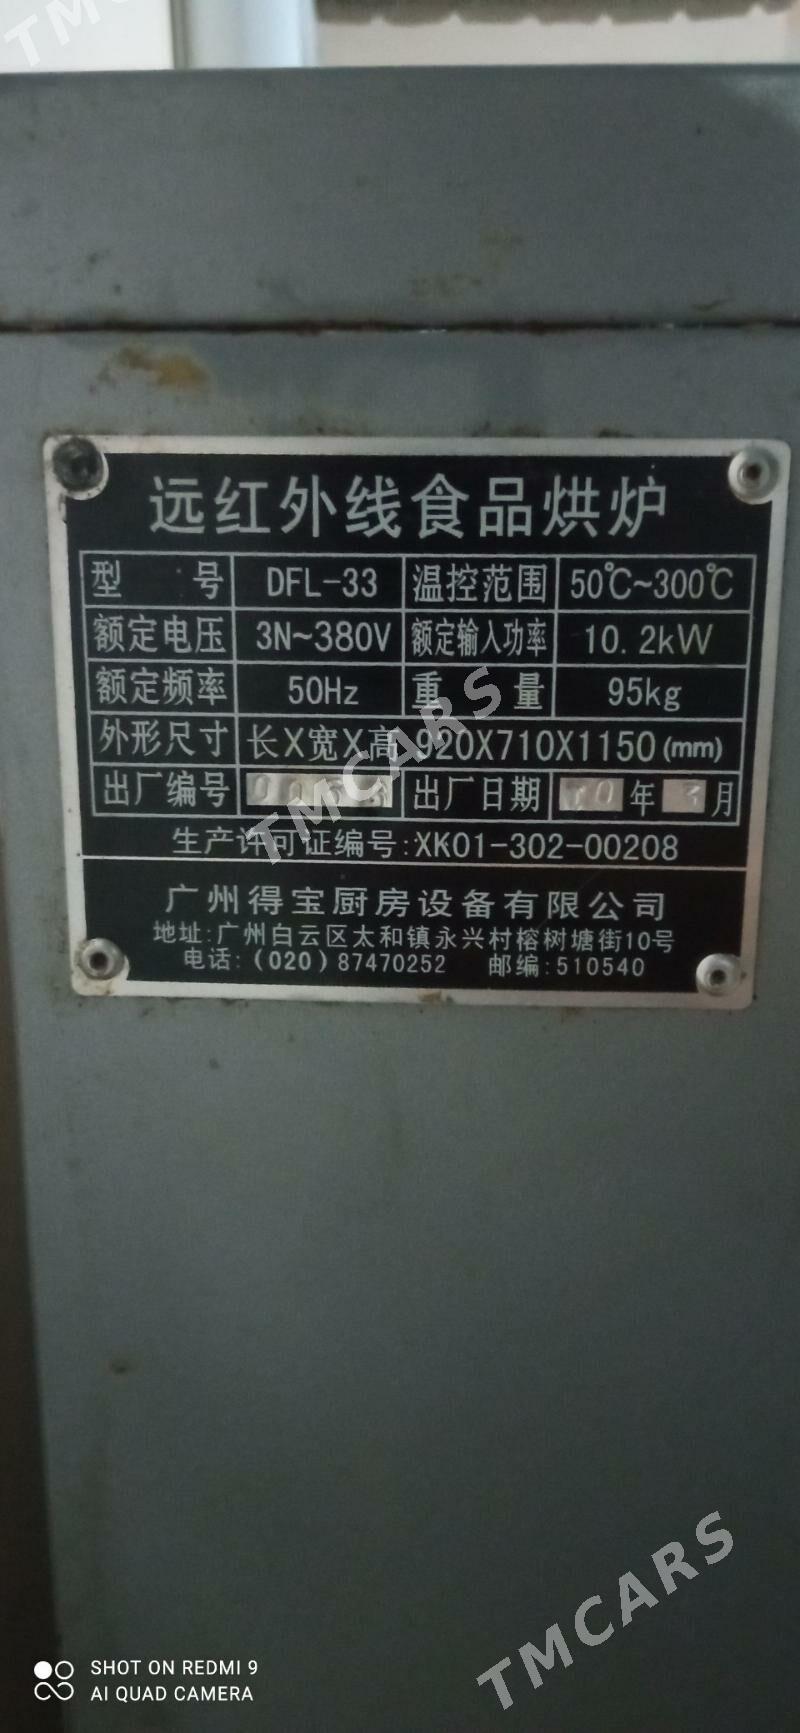 TMCARS
远红外线食品烘炉
型 号 DFL-33 温控范围 50℃~300℃
额定电压 3N~380V 额定输入功率 10.2kW
额定频率 50Hz 重 量 95kg
外形尺寸 长X宽X高 920X710X1150(mm)
出厂编号 出厂日期 10 年 月
生产许可证编号:XK01-302-00208
广州得宝厨房设备有限公司
地址:广州白云区太和镇永兴村榕树塘街10号
电话:(020)87470252 邮编:510540
TMCARS
TMCARS
SHOT ON REDMI 9
AI QUAD CAMERA